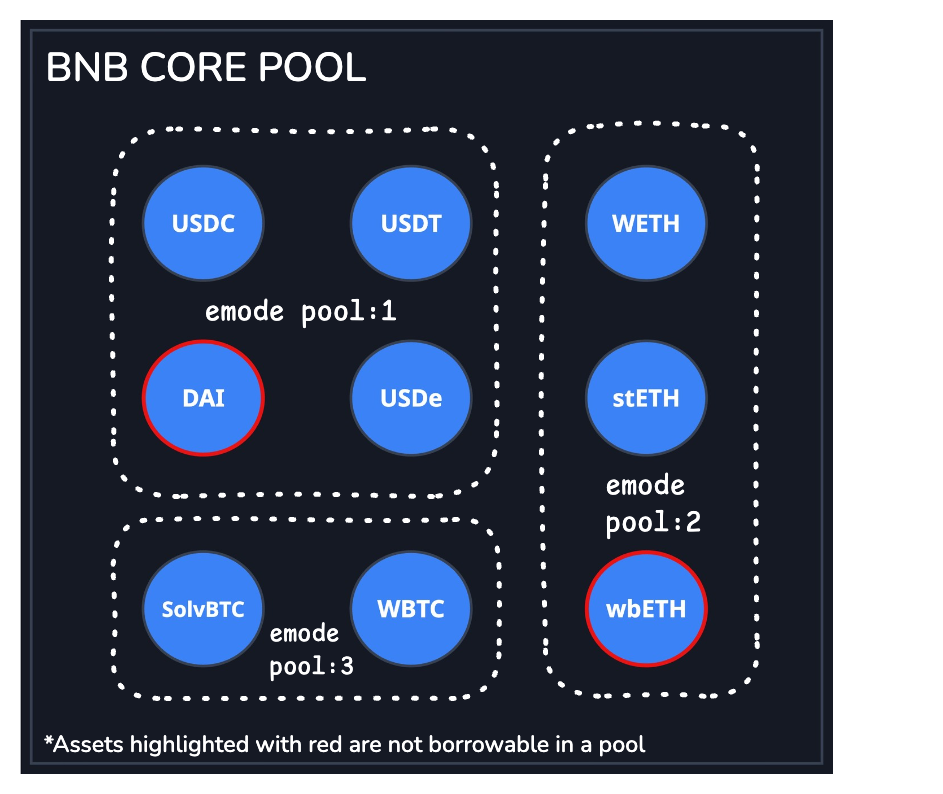 BNB CORE POOL
USDC
USDT
emode pool:1
DAI
USDe
WETH
stETH
emode
pool:2
wbETH
SolvBTC
WBTC
emode
pool:3
*Assets highlighted with red are not borrowable in a pool